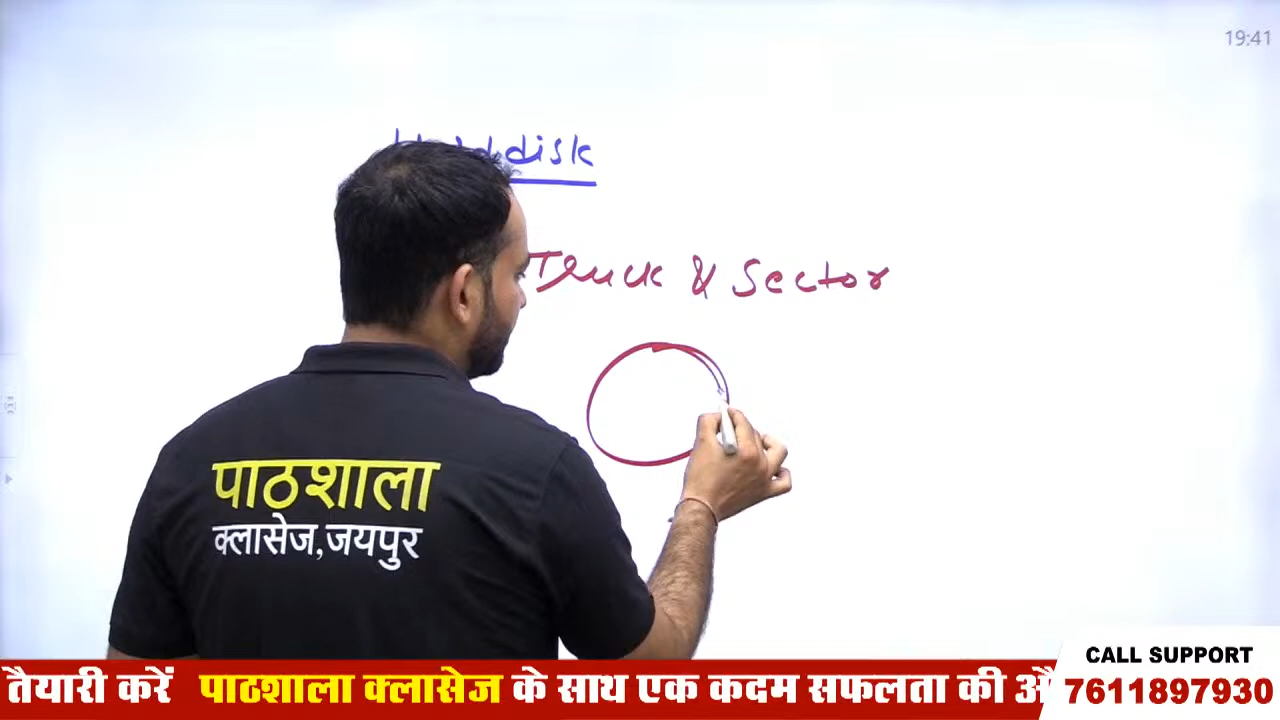 19:41
disk
Truck & Sector
पाठशाला
क्लासेज,जयपुर
CALL SUPPORT
तैयारी करें पाठशाला क्लासेज के साथ एक कदम सफलता की
7611897930